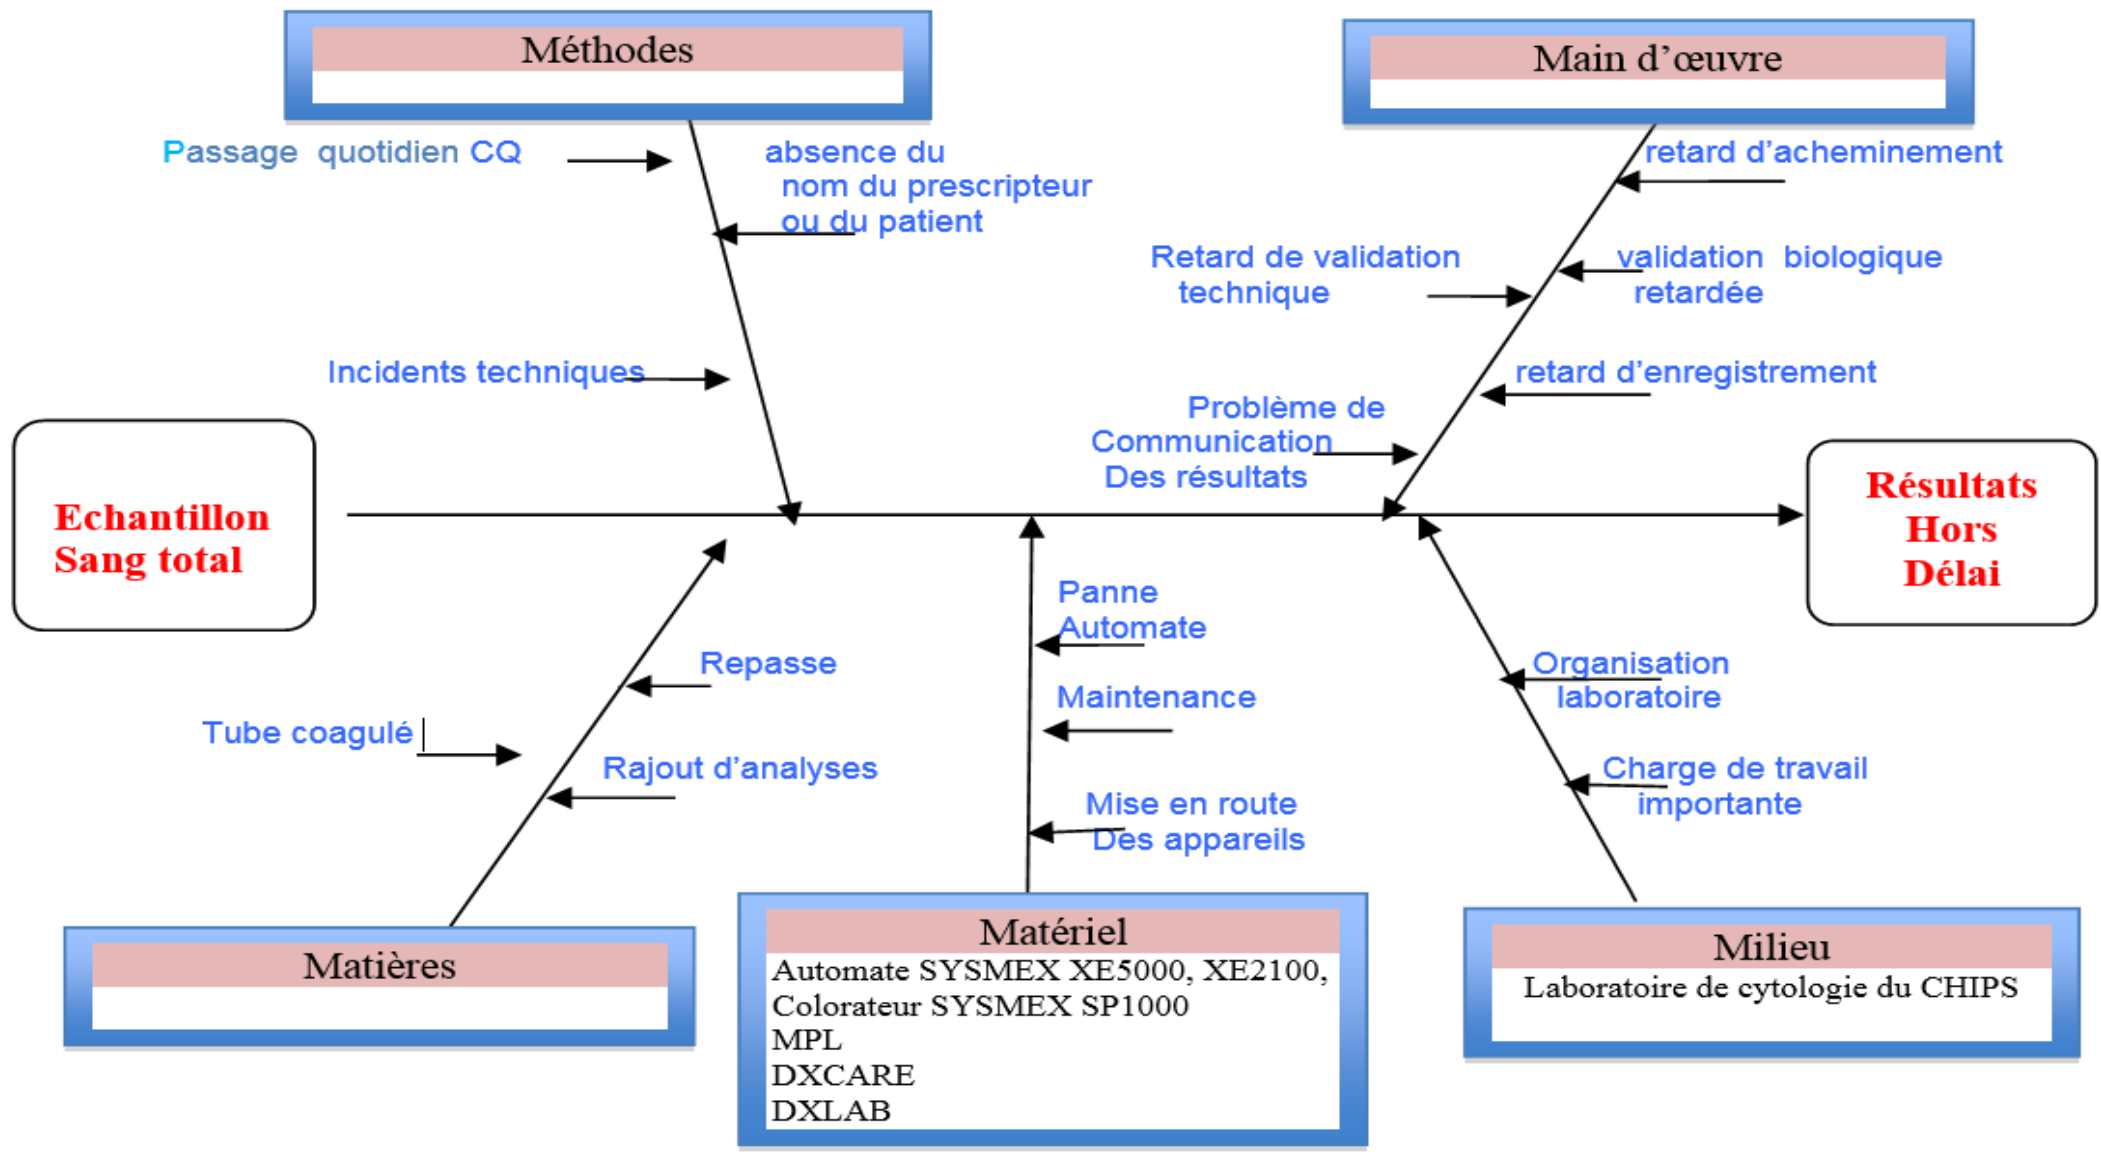 Méthodes
Main d’œuvre
Passage quotidien CQ
absence du
nom du prescripteur
ou du patient
retard d’acheminement
Retard de validation
technique
validation biologique
retardée
Incidents techniques
retard d’enregistrement
Problème de
Communication
Des résultats
Echantillon
Sang total
Résultats
Hors
Délai
Repasse
Tube coagulé
Rajout d’analyses
Panne
Automate
Maintenance
Mise en route
Des appareils
Organisation
laboratoire
Charge de travail
importante
Matières
Matériel
Automate SYSMEX XE5000, XE2100,
Colorateur SYSMEX SP1000
MPL
DXCARE
DXLAB
Milieu
Laboratoire de cytologie du CHIPS